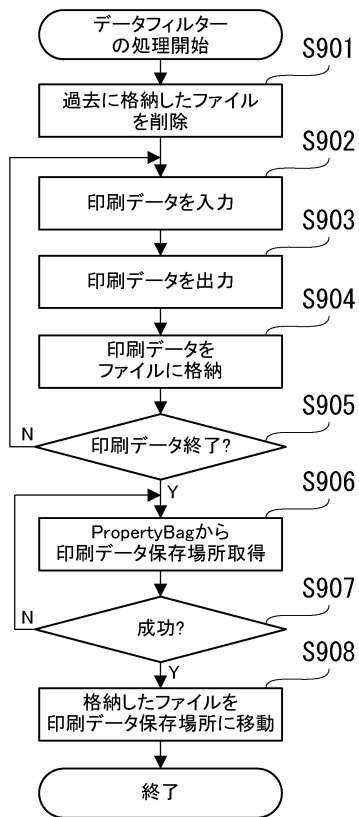 データフィルター
の処理開始
S901
過去に格納したファイル
を削除
S902
印刷データを入力
S903
印刷データを出力
S904
印刷データを
ファイルに格納
S905
印刷データ終了?
N
Y
S906
PropertyBagから
印刷データ保存場所取得
S907
成功?
N
Y
S908
格納したファイルを
印刷データ保存場所に移動
終了